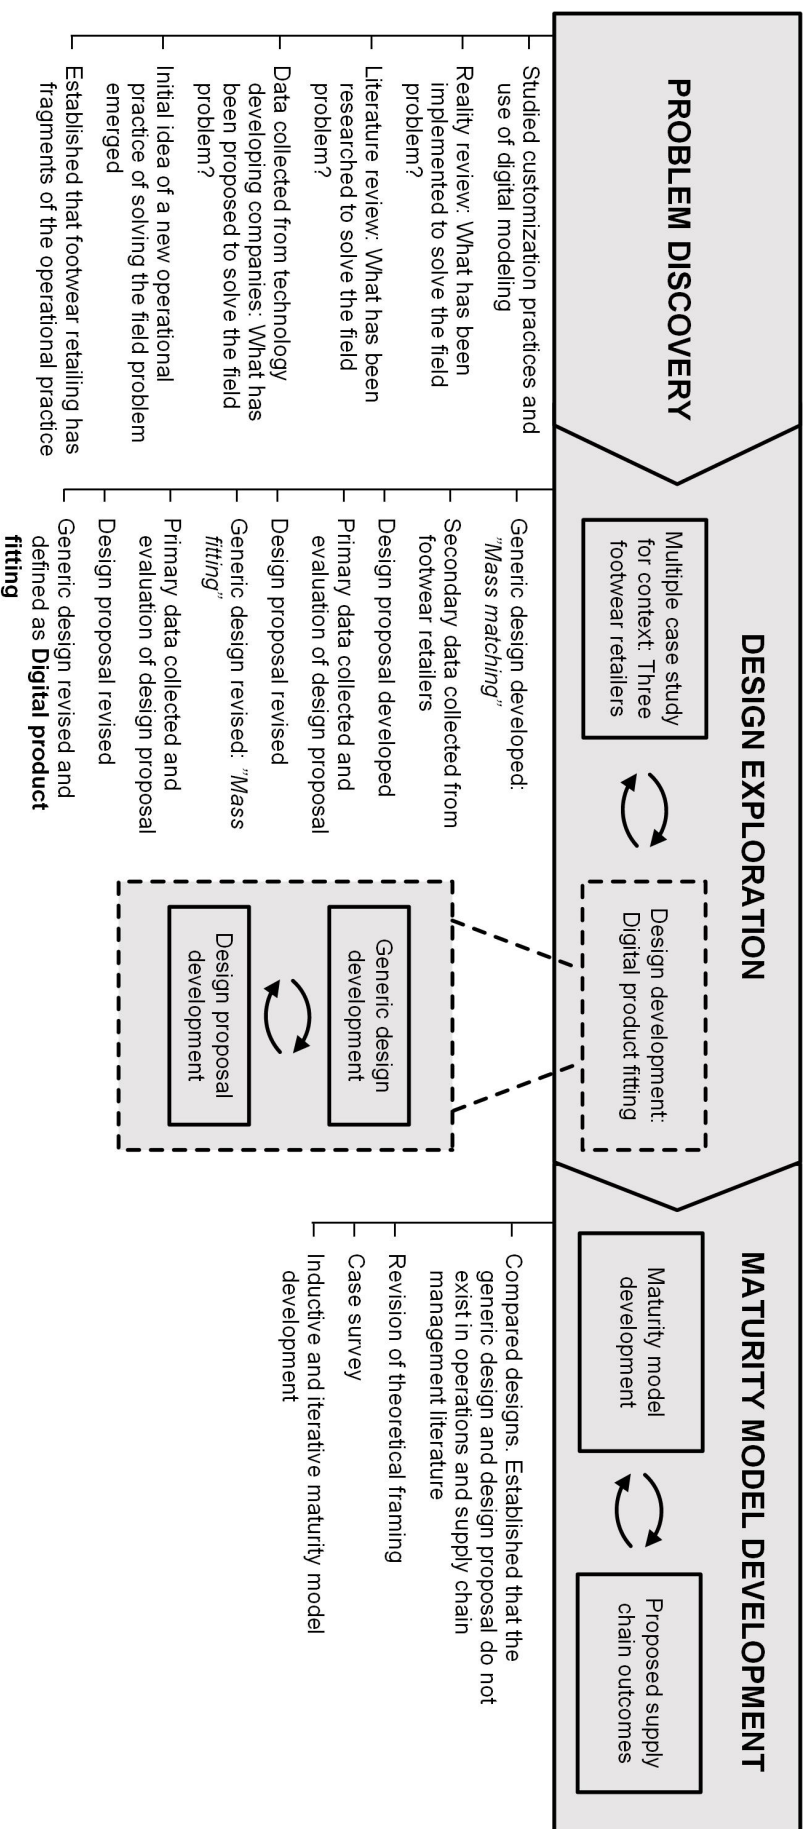 PROBLEM DISCOVERY
Studied customization practices and
use of digital modeling
Reality review: What has been
implemented to solve the field
problem?
Literature review: What has been
researched to solve the field
problem?
Data collected from technology
developing companies: What has
been proposed to solve the field
problem?
Initial idea of a new operational
practice of solving the field problem
emerged
Established that footwear retailing has
fragments of the operational practice
DESIGN EXPLORATION
Multiple case study
for context: Three
footwear retailers
Design development:
Digital product fitting
Generic design developed:
”Mass matching”
Secondary data collected from
footwear retailers
Design proposal developed
Primary data collected and
evaluation of design proposal
Design proposal revised
Generic design revised: ”Mass
fitting”
Primary data collected and
evaluation of design proposal
Design proposal revised
Generic design revised and
defined as Digital product
fitting
Generic design
development
Design proposal
development
MATURITY MODEL DEVELOPMENT
Maturity model
development
Proposed supply
chain outcomes
Compared designs. Established that the
generic design and design proposal do not
exist in operations and supply chain
management literature
Revision of theoretical framing
Case survey
Inductive and iterative maturity model
development